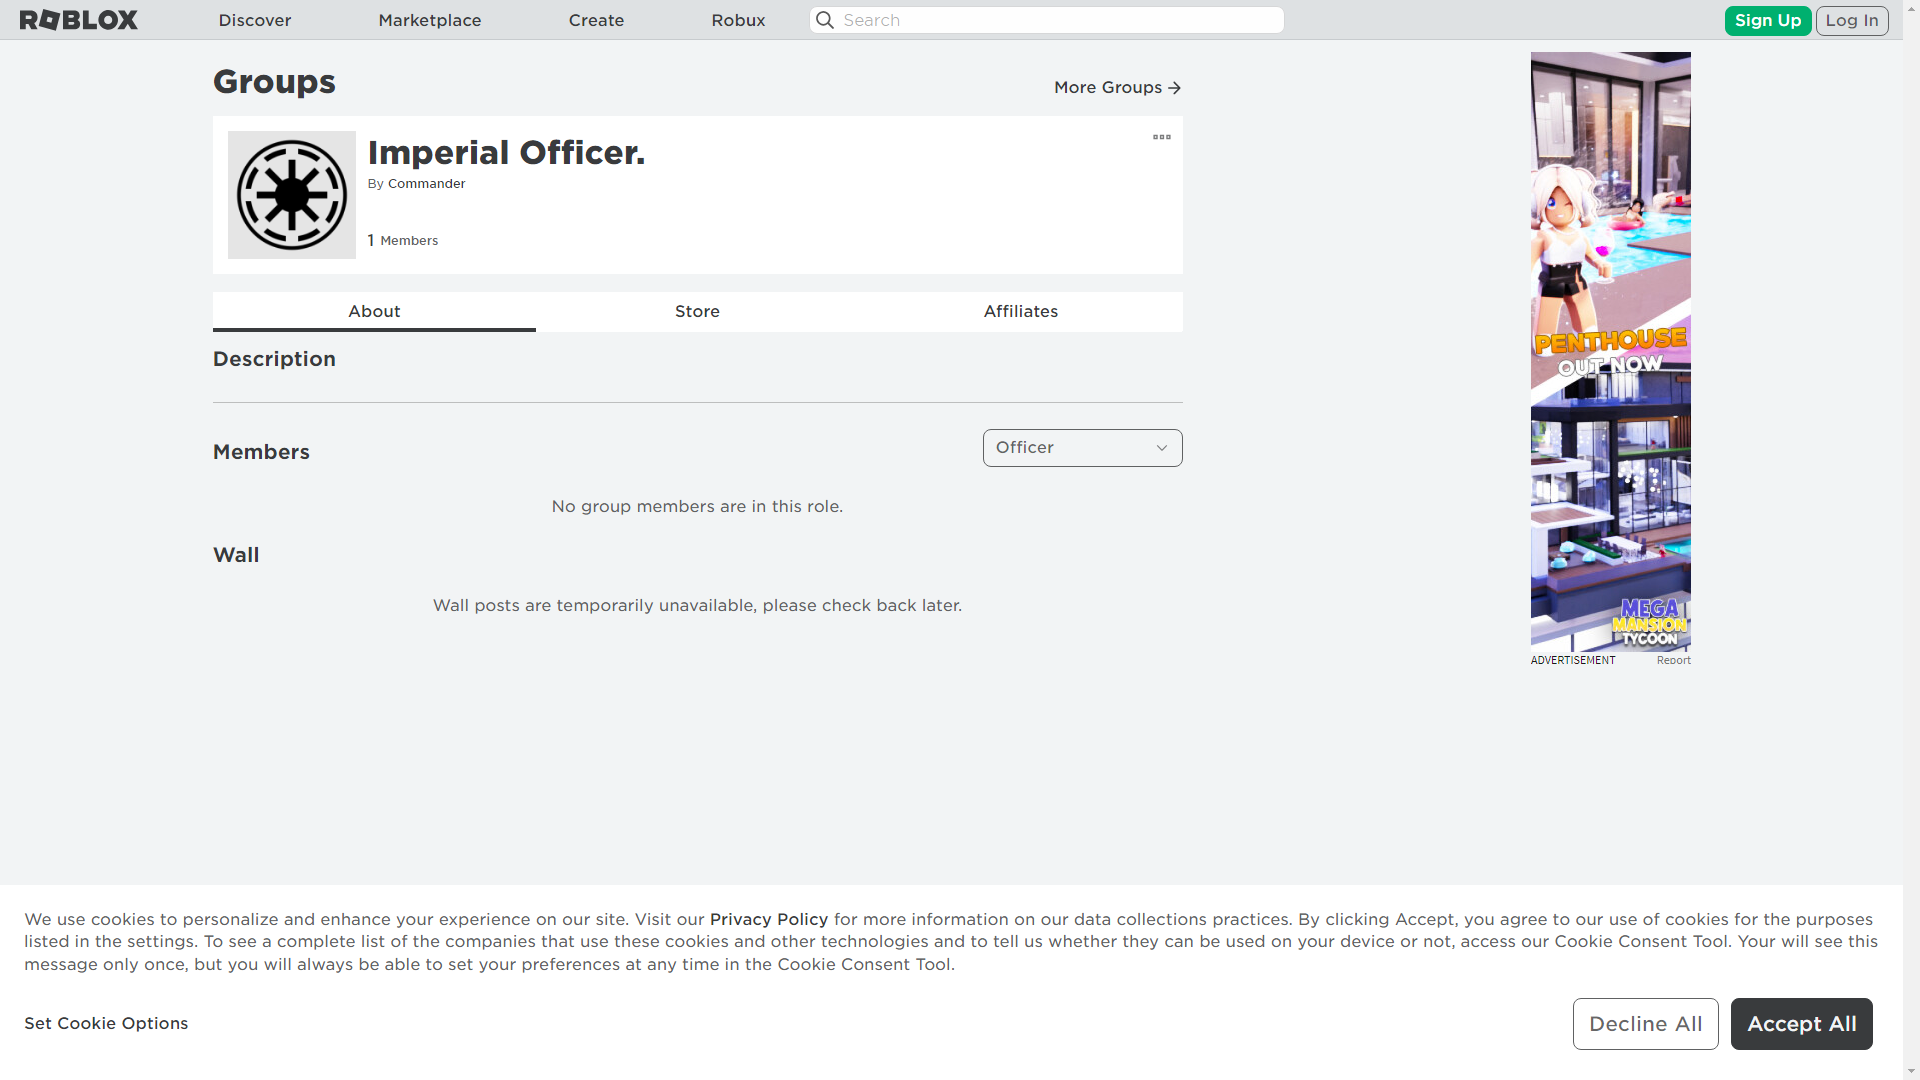 ROBLOX
Discover
Marketplace
Create
Robux
Search
Sign Up
Log In
Groups
More Groups
Imperial Officer.
By Commander
1 Members
About
Store
Affiliates
Description
Members
Officer
No group members are in this role.
Wall
Wall posts are temporarily unavailable, please check back later.
PENTHOUSE
OUT NOW
MEGA
MANSION
TYCOON
ADVERTISEMENT
Report
We use cookies to personalize and enhance your experience on our site. Visit our Privacy Policy for more information on our data collections practices. By clicking Accept, you agree to our use of cookies for the purposes
listed in the settings. To see a complete list of the companies that use these cookies and other technologies and to tell us whether they can be used on your device or not, access our Cookie Consent Tool. Your will see this
message only once, but you will always be able to set your preferences at any time in the Cookie Consent Tool.
Set Cookie Options
Decline All
Accept All